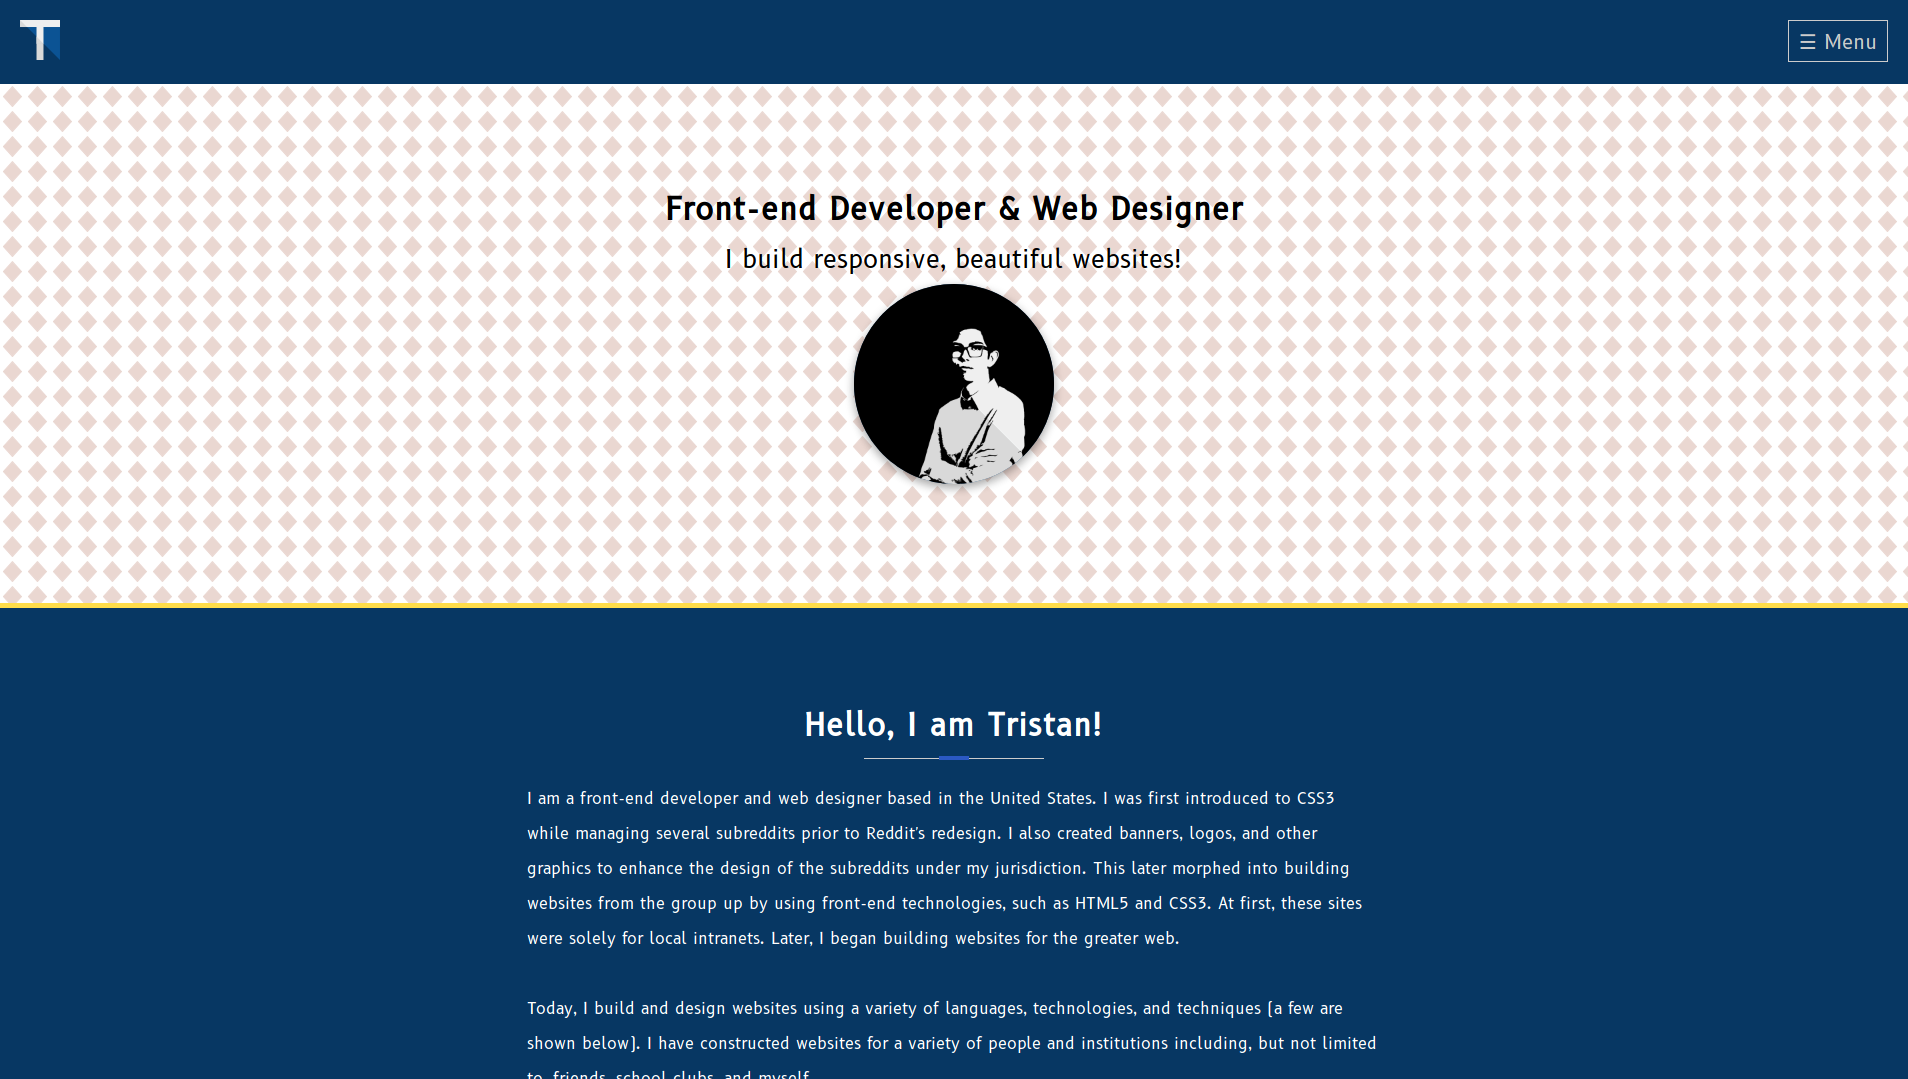 T
☰ Menu
Front-end Developer & Web Designer
I build responsive, beautiful websites!
Hello, I am Tristan!
I am a front-end developer and web designer based in the United States. I was first introduced to CSS3
while managing several subreddits prior to Reddit's redesign. I also created banners, logos, and other
graphics to enhance the design of the subreddits under my jurisdiction. This later morphed into building
websites from the group up by using front-end technologies, such as HTML5 and CSS3. At first, these sites
were solely for local intranets. Later, I began building websites for the greater web.
Today, I build and design websites using a variety of languages, technologies, and techniques (a few are
shown below). I have constructed websites for a variety of people and institutions including, but not limited
to, friends, school clubs, and myself.